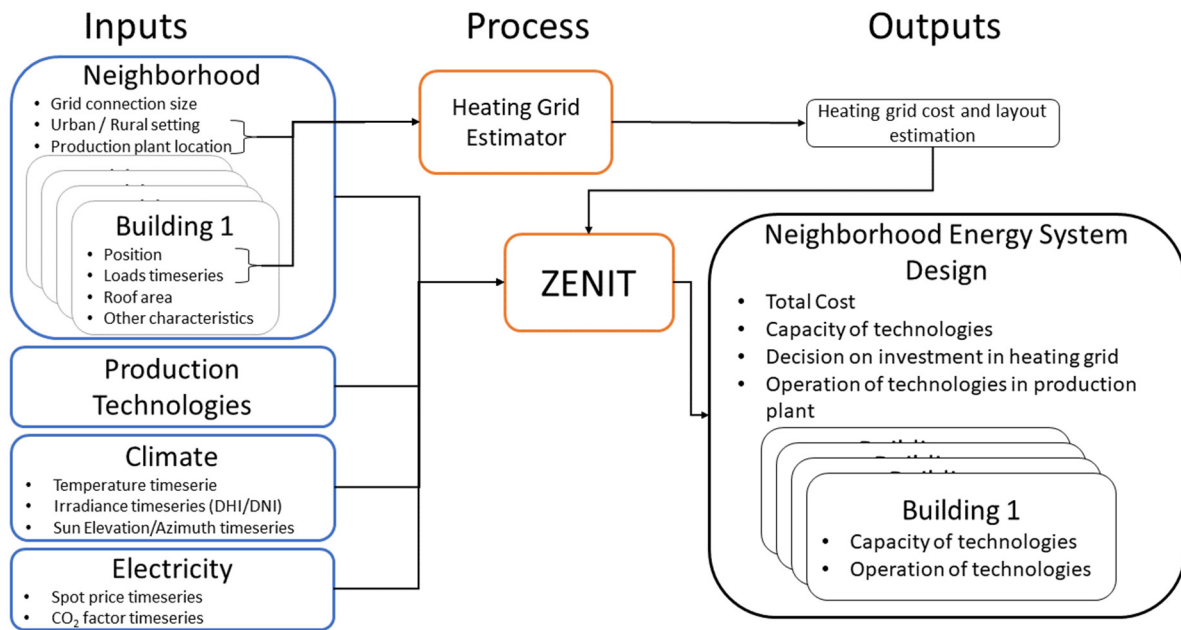 Inputs
Process
Outputs
Neighborhood
• Grid connection size
• Urban / Rural setting
• Production plant location
Building 1
• Position
• Loads timeseries
• Roof area
• Other characteristics
Production
Technologies
Climate
• Temperature timeserie
• Irradiance timeseries (DHI/DNI)
• Sun Elevation/Azimuth timeseries
Electricity
• Spot price timeseries
• CO₂ factor timeseries
Heating Grid
Estimator
ZENIT
Heating grid cost and layout
estimation
Neighborhood Energy System
Design
• Total Cost
• Capacity of technologies
• Decision on investment in heating grid
• Operation of technologies in production
plant
Building 1
• Capacity of technologies
• Operation of technologies